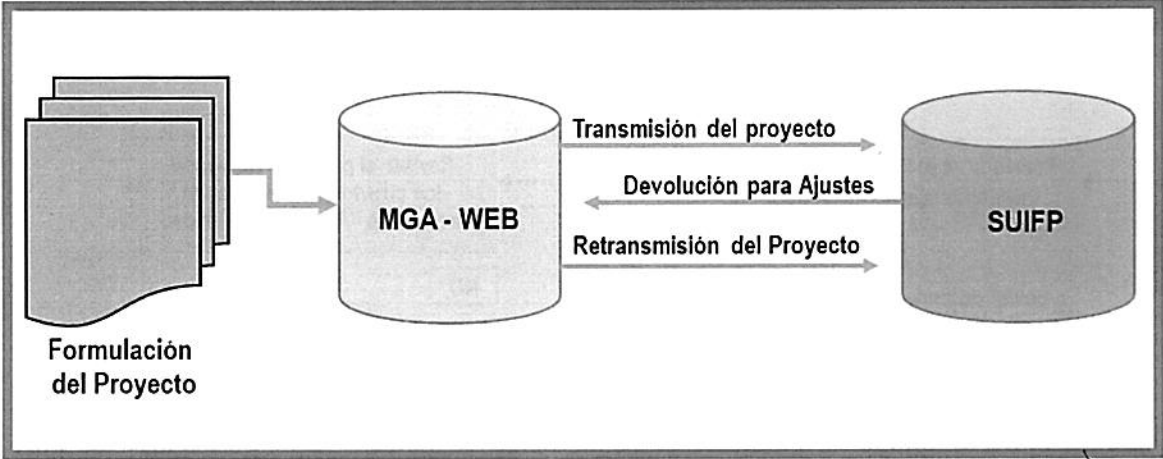 Formulación
del Proyecto
MGA - WEB
Transmisión del proyecto
Devolución para Ajustes
Retransmisión del Proyecto
SUIFP